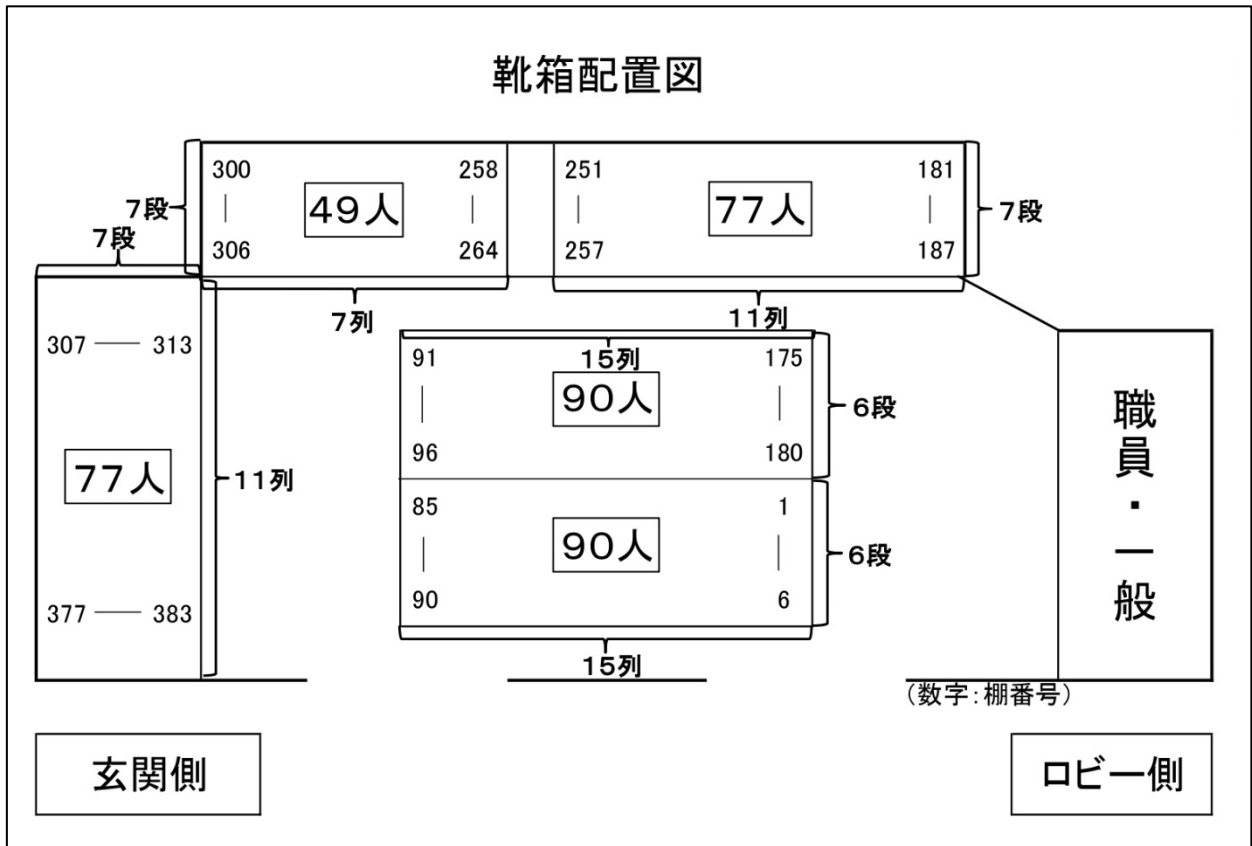 靴箱配置図
300 258 251 181
49人 77人
306 264 257 187
7段
7段
7段
7列
11列
307 313
77人
377 383
11列
15列
91 175
90人
96 180
6段
85 1
90人
90 6
6段
15列
職員・一般
(数字:棚番号)
玄関側
ロビー側